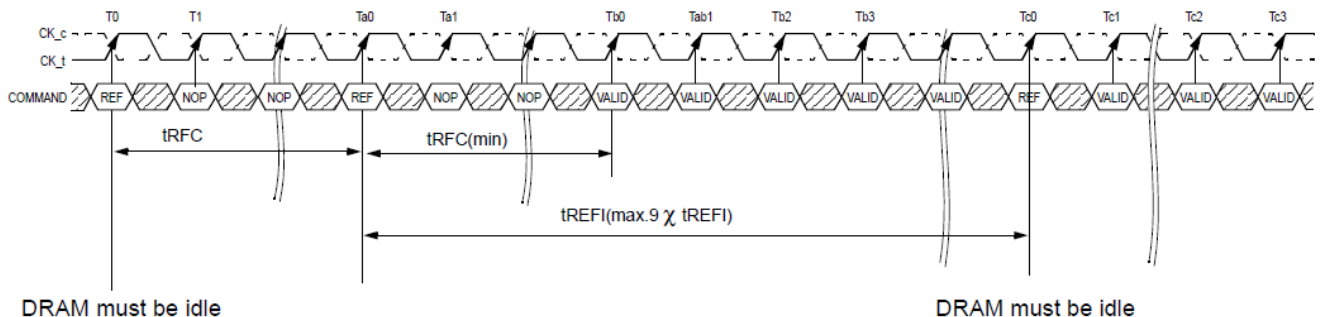 T0 T1 Ta0 Ta1 Tb0 Tab1 Tb2 Tb3 Tc0 Tc1 Tc2 Tc3
CK_c
CK_t
COMMAND REF NOP NOP REF NOP NOP VALID VALID VALID VALID VALID REF VALID VALID VALID
tRFC tRFC(min)
tREFI(max.9 χ tREFI)
DRAM must be idle DRAM must be idle